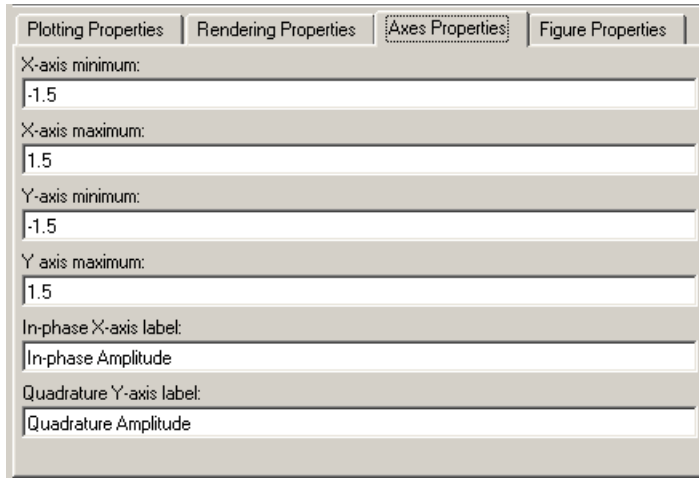 Plotting Properties Rendering Properties Axes Properties Figure Properties
X-axis minimum:
-1.5
X-axis maximum:
1.5
Y-axis minimum:
-1.5
Y axis maximum:
1.5
In-phase X-axis label:
In-phase Amplitude
Quadrature Y-axis label:
Quadrature Amplitude